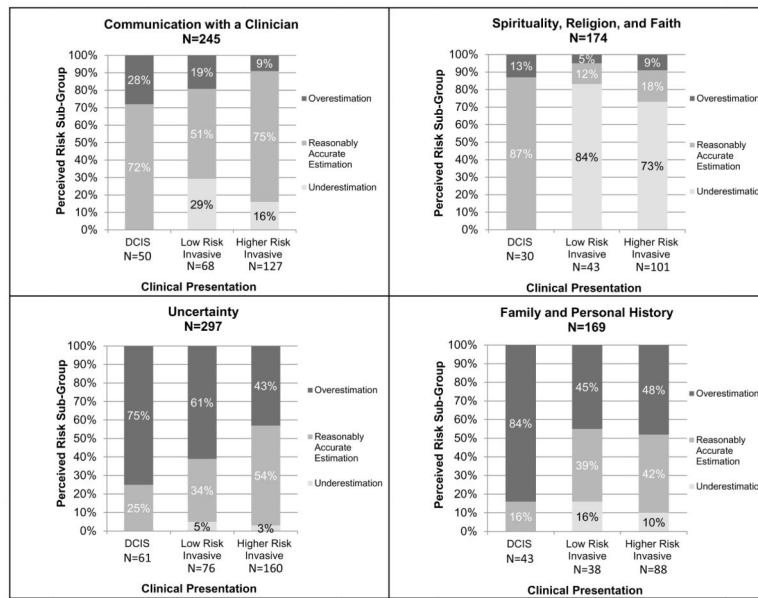 Communication with a Clinician
N=245
Perceived Risk Sub-Group
100%
90%
80%
70%
60%
50%
40%
30%
20%
10%
0%
28%
72%
19%
51%
29%
9%
75%
16%
Overestimation
Reasonably
Accurate
Estimation
Underestimation
DCIS
N=50
Low Risk
Invasive
N=68
Higher Risk
Invasive
N=127
Clinical Presentation
Spirituality, Religion, and Faith
N=174
Perceived Risk Sub-Group
100%
90%
80%
70%
60%
50%
40%
30%
20%
10%
0%
13%
87%
5%
12%
84%
9%
18%
73%
Overestimation
Reasonably
Accurate
Estimation
Underestimation
DCIS
N=30
Low Risk
Invasive
N=43
Higher Risk
Invasive
N=101
Clinical Presentation
Uncertainty
N=297
Perceived Risk Sub-Group
100%
90%
80%
70%
60%
50%
40%
30%
20%
10%
0%
75%
25%
61%
34%
5%
43%
54%
3%
Overestimation
Reasonably
Accurate
Estimation
Underestimation
DCIS
N=61
Low Risk
Invasive
N=76
Higher Risk
Invasive
N=160
Clinical Presentation
Family and Personal History
N=169
Perceived Risk Sub-Group
100%
90%
80%
70%
60%
50%
40%
30%
20%
10%
0%
84%
16%
45%
39%
16%
48%
42%
10%
Overestimation
Reasonably
Accurate
Estimation
Underestimation
DCIS
N=43
Low Risk
Invasive
N=38
Higher Risk
Invasive
N=88
Clinical Presentation